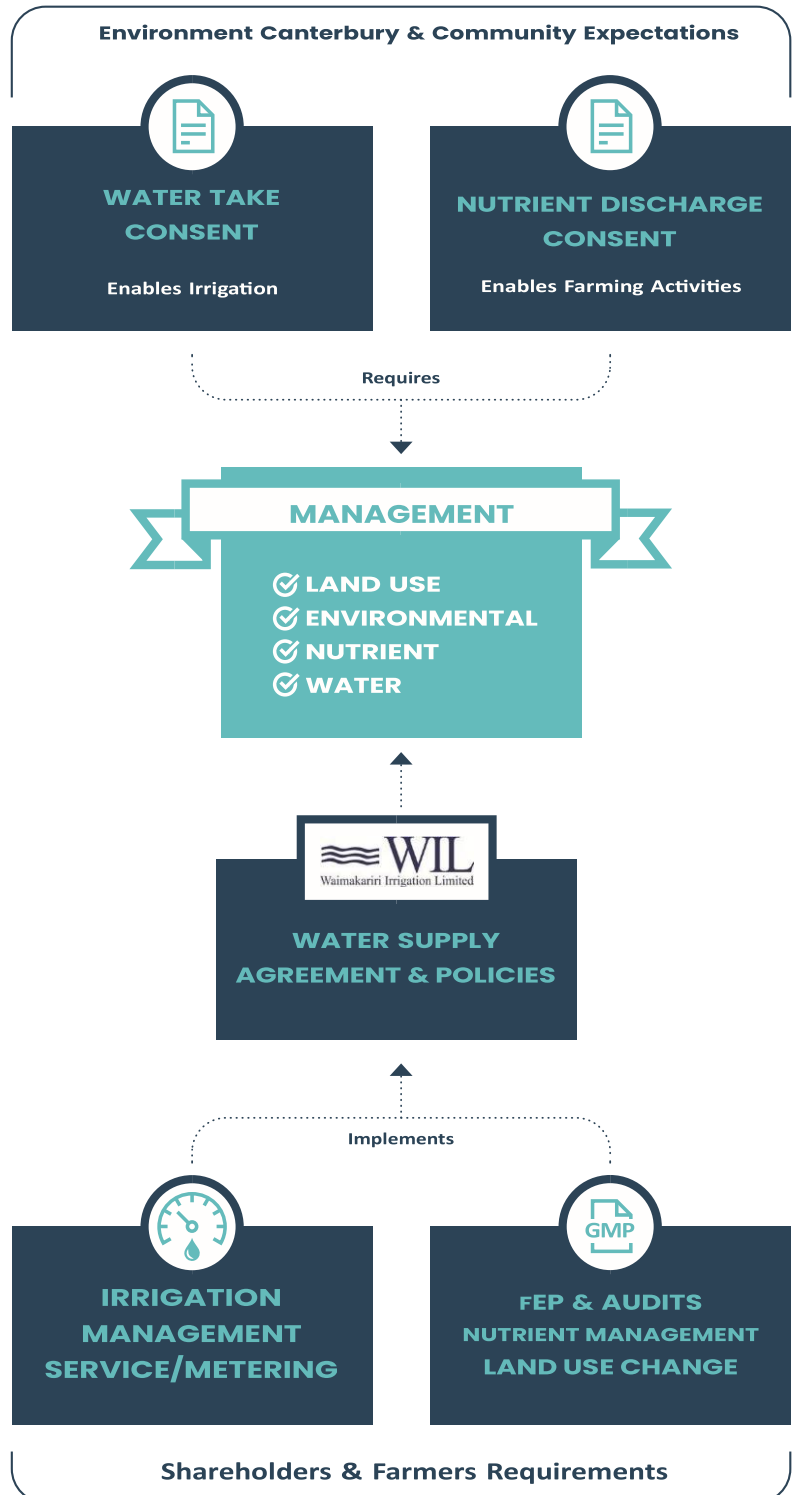 Environment Canterbury & Community Expectations
WATER TAKE
CONSENT
Enables Irrigation
NUTRIENT DISCHARGE
CONSENT
Enables Farming Activities
Requires
MANAGEMENT
LAND USE
ENVIRONMENTAL
NUTRIENT
WATER
WIL
Waimakariri Irrigation Limited
WATER SUPPLY
AGREEMENT & POLICIES
Implements
IRRIGATION
MANAGEMENT
SERVICE/METERING
GMP
FEP & AUDITS
NUTRIENT MANAGEMENT
LAND USE CHANGE
Shareholders & Farmers Requirements